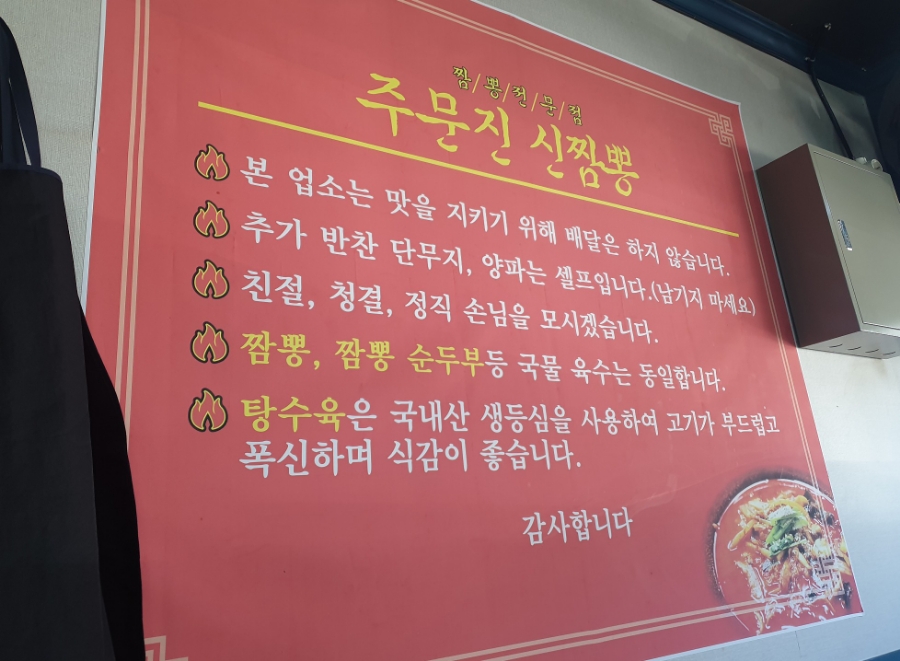 짬/뽕/전/문/점
주문진 신짬뽕
본 업소는 맛을 지키기 위해 배달은 하지 않습니다.
추가 반찬 단무지, 양파는 셀프입니다.(남기지 마세요)
친절, 청결, 정직 손님을 모시겠습니다.
짬뽕, 짬뽕 순두부등 국물 육수는 동일합니다.
탕수육은 국내산 생등심을 사용하여 고기가 부드럽고
폭신하며 식감이 좋습니다.
감사합니다